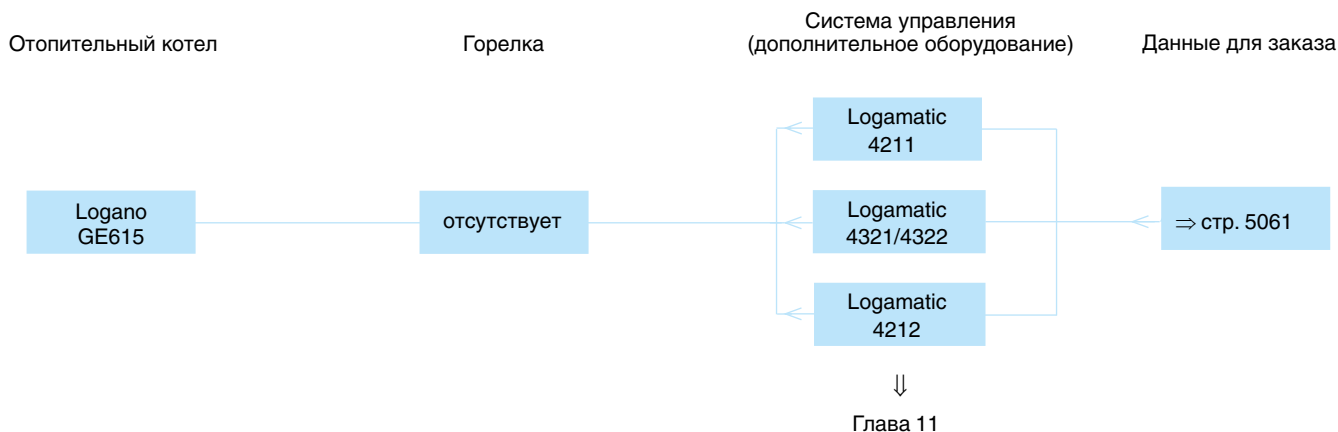 Отопительный котел
Горелка
Система управления
(дополнительное оборудование)
Данные для заказа
Logano
GE615
отсутствует
Logamatic
4211
Logamatic
4321/4322
Logamatic
4212
⇒ стр. 5061
⇓
Глава 11